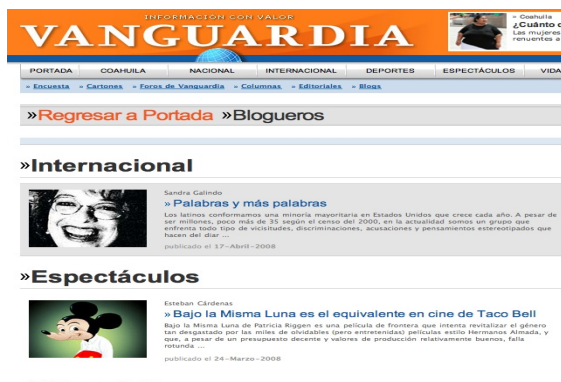 INFORMACIÓN CON VALOR
VANGUARDIA
» Coahuila
¿Cuánto
Las mujeres
renuentes a
PORTADA COAHUILA NACIONAL INTERNACIONAL DEPORTES ESPECTÁCULOS VIDA
» Encuesta » Cartones » Foros de Vanguardia » Columnas » Editoriales » Blogs
»Regresar a Portada »Blogueros
»Internacional
Sandra Galindo
» Palabras y más palabras
Los latinos conformamos una minoría mayoritaria en Estados Unidos que crece cada año. A pesar de
ser millones, poco más de 35 según el censo del 2000, en la actualidad somos un grupo que
enfrenta todo tipo de vicisitudes, discriminaciones, acusaciones y pensamientos estereotipados que
hacen del diar ...
publicado el 17-Abril-2008
»Espectáculos
Esteban Cárdenas
» Bajo la Misma Luna es el equivalente en cine de Taco Bell
Bajo la Misma Luna de Patricia Riggen es una película de frontera que intenta revitalizar el género
tan desgastado por las miles de olvidables (pero entretenidas) películas estilo Hermanos Almada, y
que, a pesar de un presupuesto decente y valores de producción relativamente buenos, falla
rotunda ...
publicado el 24-Marzo-2008